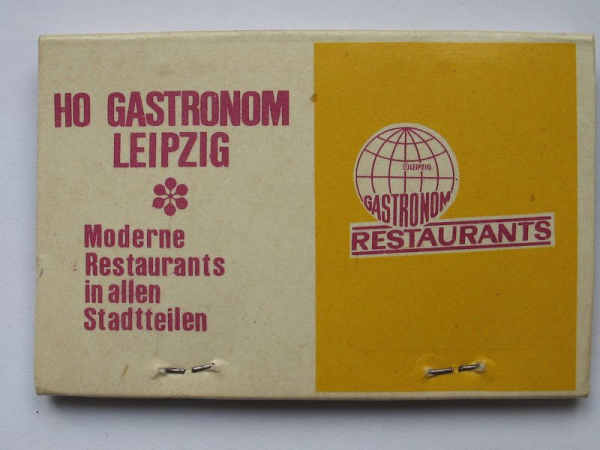 HO GASTRONOM
LEIPZIG
Moderne
Restaurants
in allen
Stadtteilen
LEIPZIG
GASTRONOM
RESTAURANTS